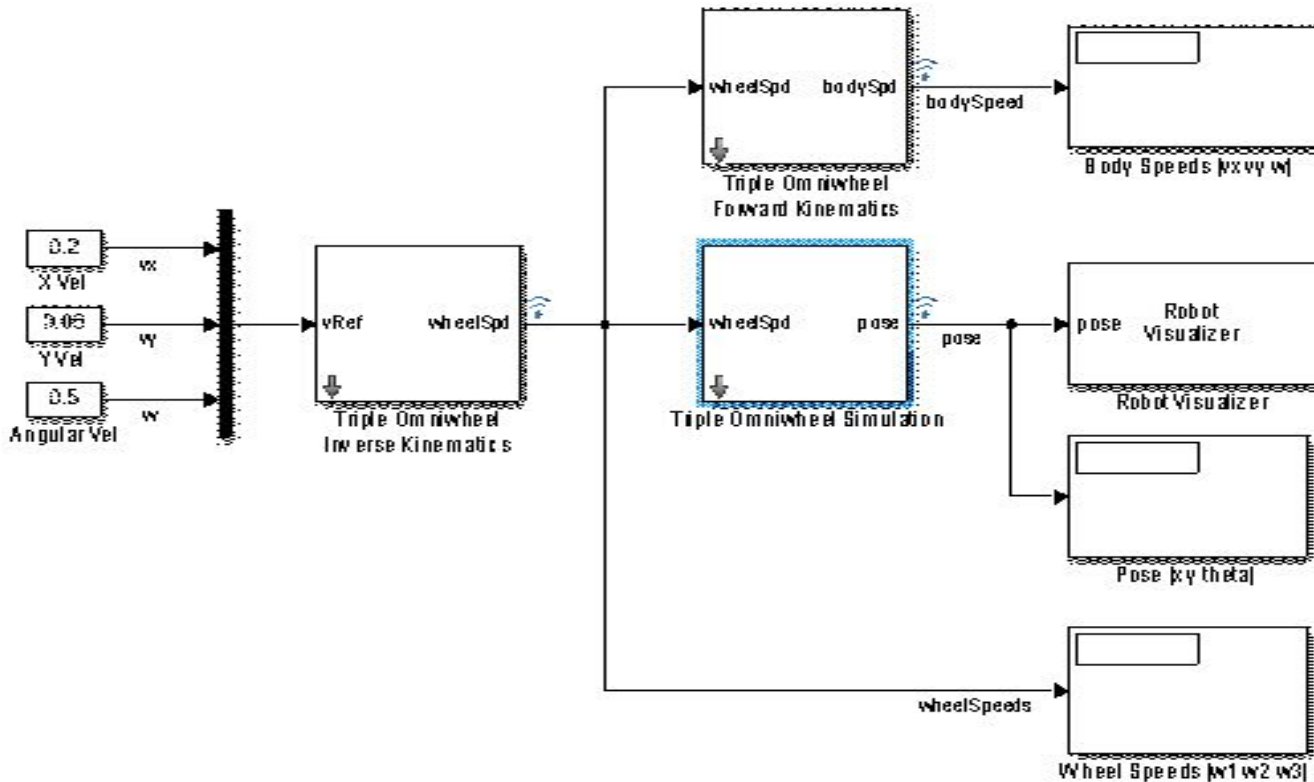 wheelSpd bodySpd
bodySpeed
Body Speeds [vx vy w]
Triple Omniwheel
Forward Kinematics
0.2
vx
X Vel
vRef wheelSpd
wheelSpd pose
pose
pose
Robot
Visualizer
vy
Y Vel
0.5
w
Angular Vel
Triple Omniwheel
Inverse Kinematics
Triple Omniwheel Simulation
Robot Visualizer
Pose [x y theta]
wheelSpeeds
Wheel Speeds [w1 w2 w3]